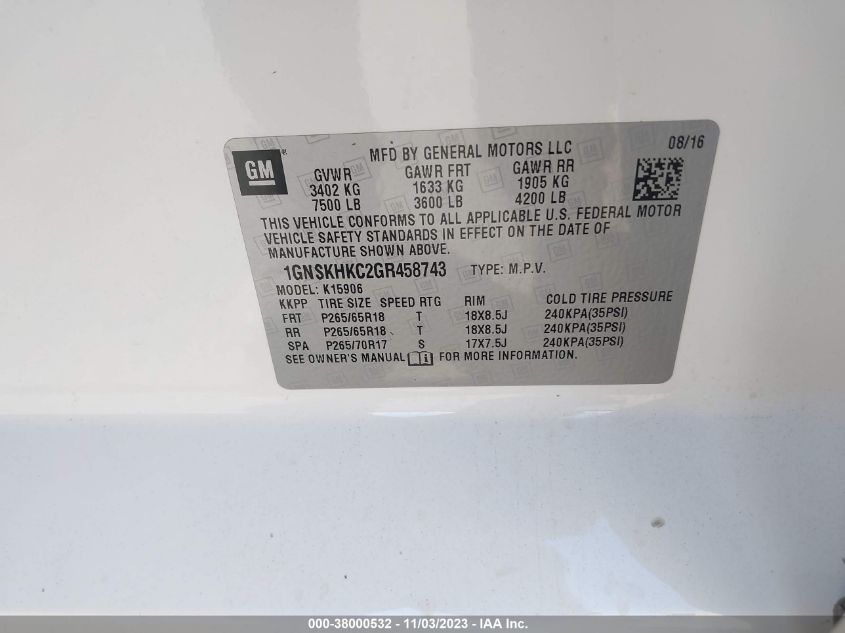 GM ®
MFD BY GENERAL MOTORS LLC
08/16
GVWR GAWR FRT GAWR RR
3402 KG 1633 KG 1905 KG
7500 LB 3600 LB 4200 LB
THIS VEHICLE CONFORMS TO ALL APPLICABLE U.S. FEDERAL MOTOR
VEHICLE SAFETY STANDARDS IN EFFECT ON THE DATE OF
MANUFACTURE SHOWN ABOVE.
1GNSKHKC2GR458743 TYPE: M.P.V.
MODEL: K15906
KKPP TIRE SIZE SPEED RTG RIM COLD TIRE PRESSURE
FRT P265/65R18 T 18X8.5J 240KPA(35PSI)
RR P265/65R18 T 18X8.5J 240KPA(35PSI)
SPA P265/70R17 S 17X7.5J 240KPA(35PSI)
SEE OWNER'S MANUAL FOR MORE INFORMATION.
000-38000532 - 11/03/2023 - IAA Inc.